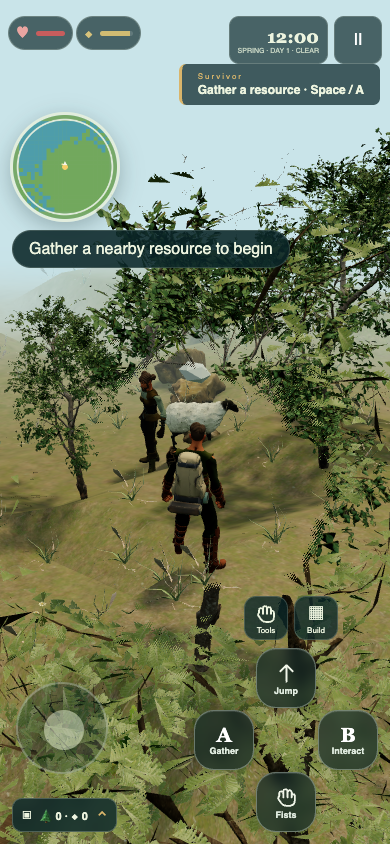 12:00
SPRING · DAY 1 · CLEAR
Survivor
Gather a resource · Space / A
Gather a nearby resource to begin
Tools
Build
Jump
A
Gather
B
Interact
Fists
0 · ◆ 0